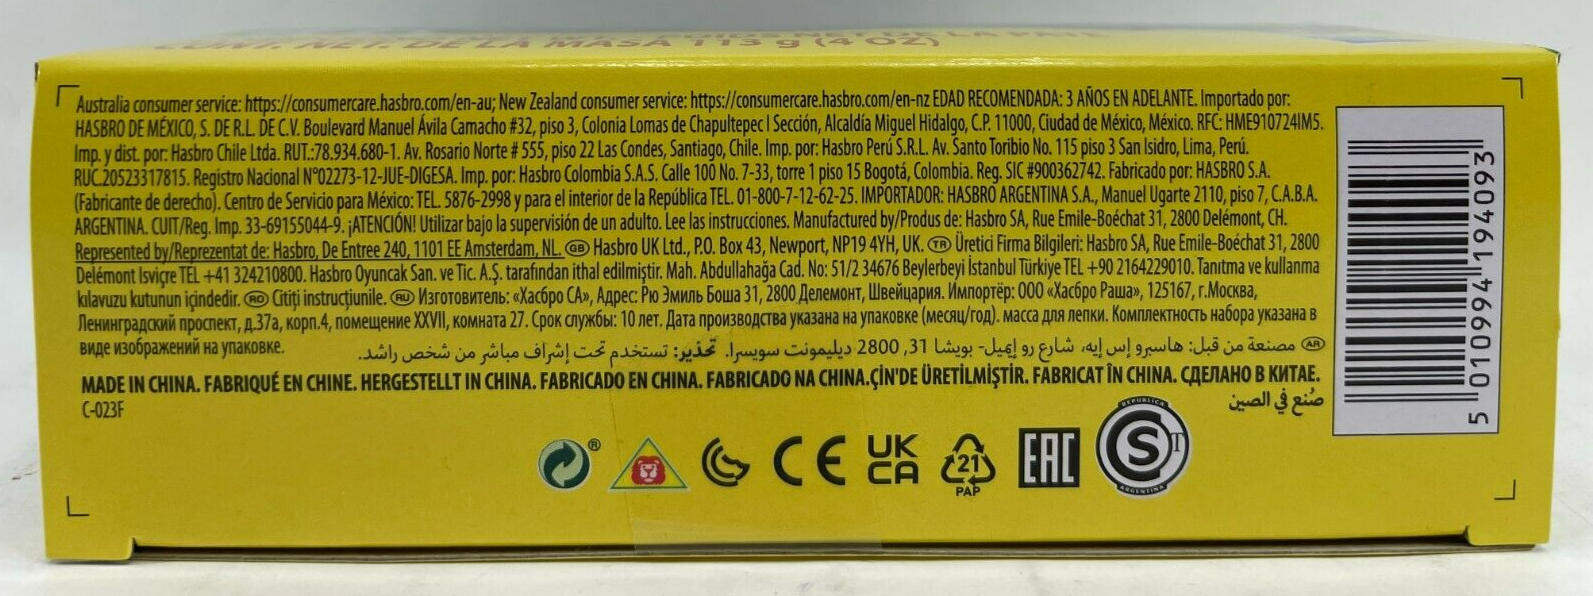 CONT. NET. DE LA MASA 113 g (4 OZ)
Australia consumer service: https://consumercare.hasbro.com/en-au; New Zealand consumer service: https://consumercare.hasbro.com/en-nz EDAD RECOMENDADA: 3 AÑOS EN ADELANTE. Importado por:
HASBRO DE MÉXICO, S. DE R.L. DE C.V. Boulevard Manuel Ávila Camacho #32, piso 3, Colonia Lomas de Chapultepec I Sección, Alcaldía Miguel Hidalgo, C.P. 11000, Ciudad de México, México. RFC: HME910724IM5.
Imp. y dist. por: Hasbro Chile Ltda. RUT.:78.934.680-1. Av. Rosario Norte # 555, piso 22 Las Condes, Santiago, Chile. Imp. por: Hasbro Perú S.R.L. Av. Santo Toribio No. 115 piso 3 San Isidro, Lima, Perú.
RUC.20523317815. Registro Nacional N°02273-12-JUE-DIGESA. Imp. por: Hasbro Colombia S.A.S. Calle 100 No. 7-33, torre 1 piso 15 Bogotá, Colombia. Reg. SIC #900362742. Fabricado por: HASBRO S.A.
(Fabricante de derecho). Centro de Servicio para México: TEL. 5876-2998 y para el interior de la República TEL. 01-800-7-12-62-25. IMPORTADOR: HASBRO ARGENTINA S.A., Manuel Ugarte 2110, piso 7, C.A.B.A.
ARGENTINA. CUIT/Reg. Imp. 33-69155044-9. ¡ATENCIÓN! Utilizar bajo la supervisión de un adulto. Lee las instrucciones. Manufactured by/Produs de: Hasbro SA, Rue Emile-Boéchat 31, 2800 Delémont, CH.
Represented by/Reprezentat de: Hasbro, De Entree 240, 1101 EE Amsterdam, NL. GB Hasbro UK Ltd., P.O. Box 43, Newport, NP19 4YH, UK. TR Üretici Firma Bilgileri: Hasbro SA, Rue Emile-Boéchat 31, 2800
Delémont Isviçre TEL +41 324210800. Hasbro Oyuncak San. ve Tic. A.Ş. tarafından ithal edilmiştir. Mah. Abdullahağa Cad. No: 51/2 34676 Beylerbeyi İstanbul Türkiye TEL +90 2164229010. Tanıtma ve kullanma
kılavuzu kutunun içindedir. RO Citiți instrucțiunile. RU Изготовитель: «Хасбро СА», Адрес: Рю Эмиль Боша 31, 2800 Делемонт, Швейцария. Импортёр: ООО «Хасбро Раша», 125167, г.Москва,
Ленинградский проспект, д.37а, корп.4, помещение XXVII, комната 27. Срок службы: 10 лет. Дата производства указана на упаковке (месяц/год). масса для лепки. Комплектность набора указана в
виде изображений на упаковке.
AR مصنعة من قبل: هاسبرو إس إيه، شارع رو إيميل- بويشا 31, 2800 ديليمونت سويسرا. تحذير: تستخدم تحت إشراف مباشر من شخص راشد.
MADE IN CHINA. FABRIQUÉ EN CHINE. HERGESTELLT IN CHINA. FABRICADO EN CHINA. FABRICADO NA CHINA.ÇİN'DE ÜRETİLMİŞTİR. FABRICAT ÎN CHINA. СДЕЛАНО В КИТАЕ.
صُنع في الصين
C-023F
® CE UK CA 21 PAP EAC REPUBLICA S T ARGENTINA
5 010994 194093